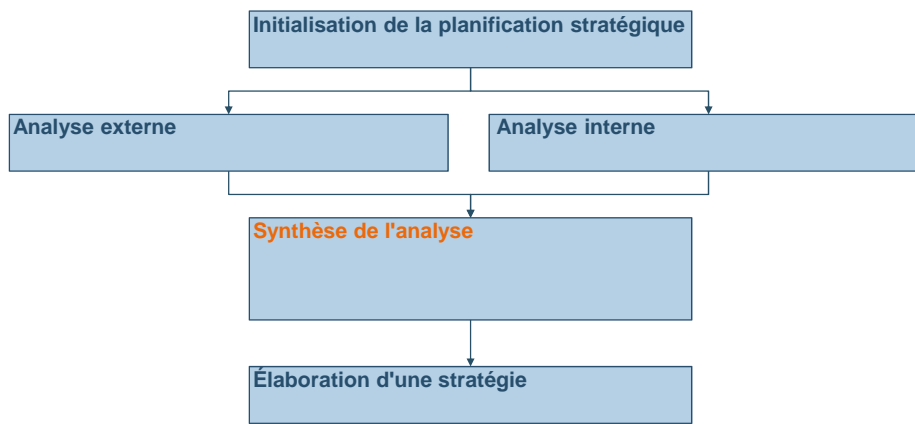 Initialisation de la planification stratégique
Analyse externe
Analyse interne
Synthèse de l'analyse
Élaboration d'une stratégie